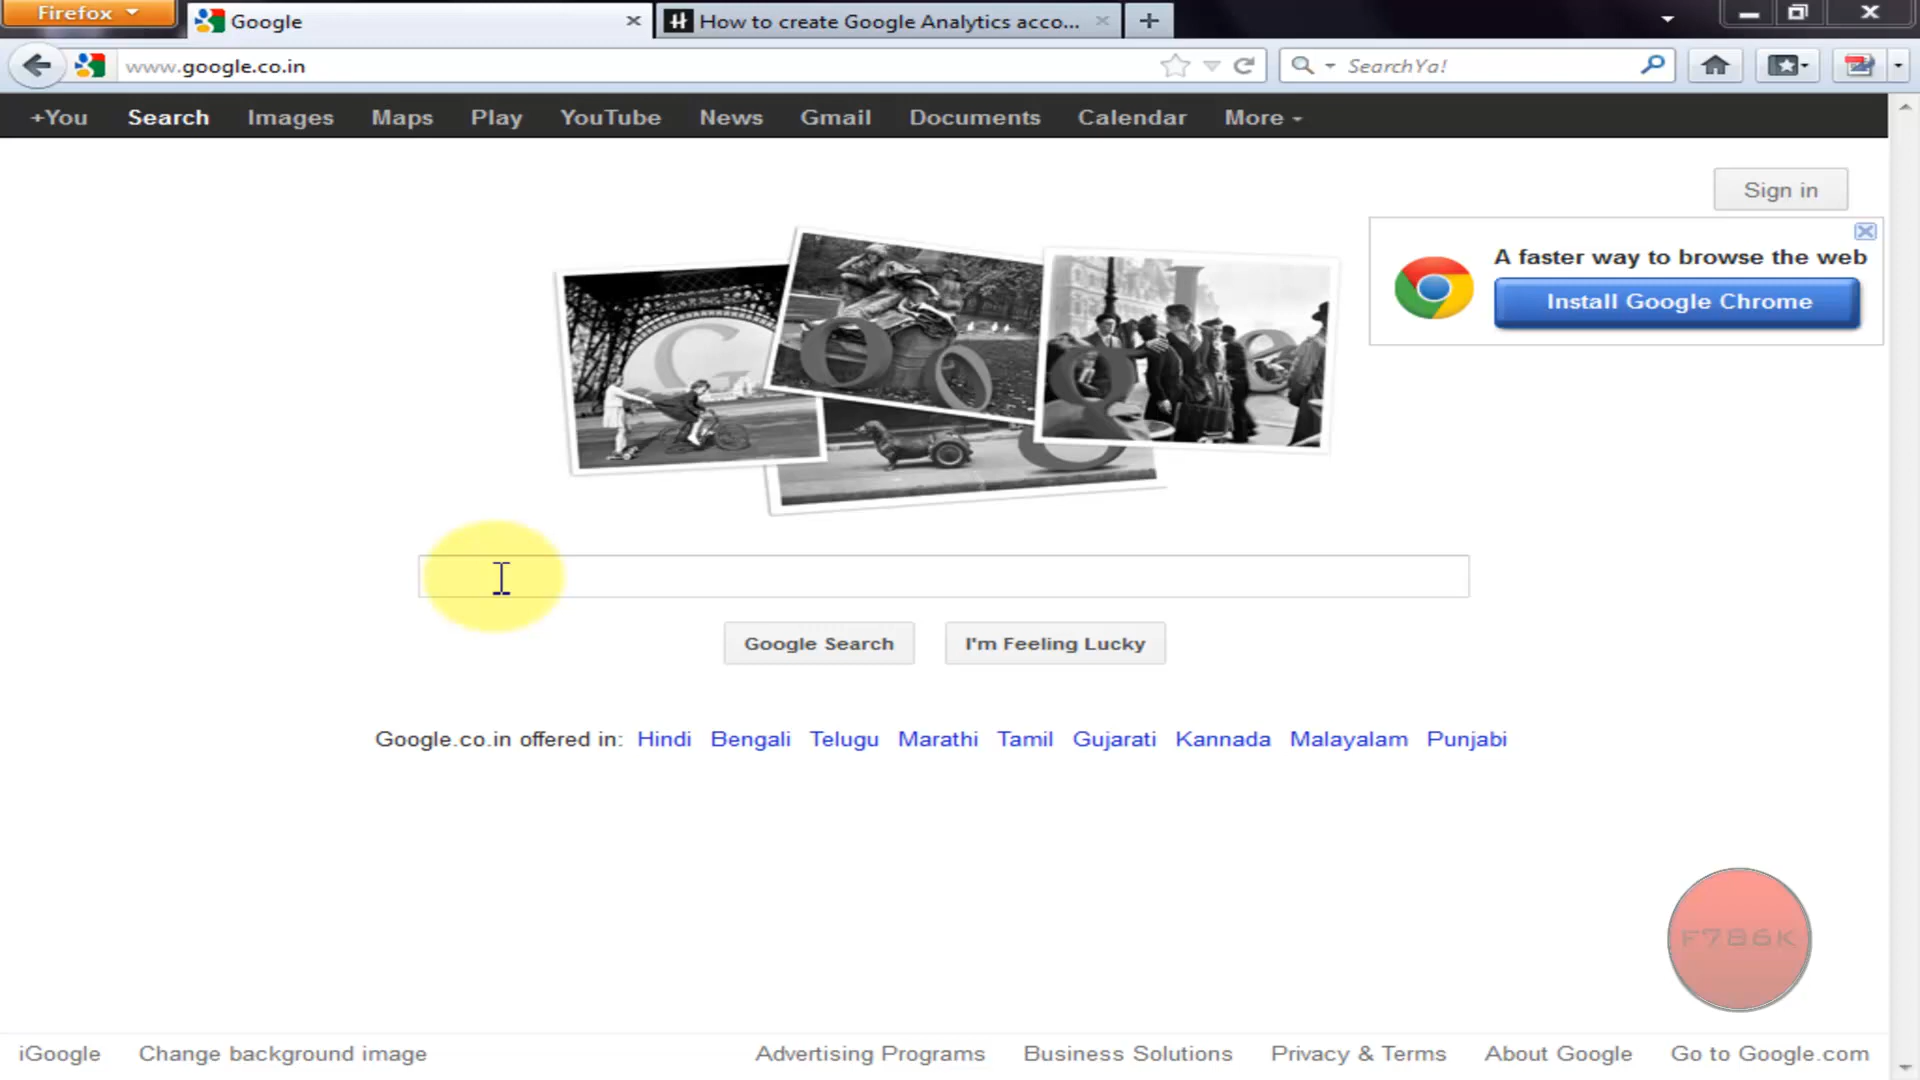 Firefox
Google
How to create Google Analytics acco...
www.google.co.in
SearchYa!
+You Search Images Maps Play YouTube News Gmail Documents Calendar More
Sign in
A faster way to browse the web
Install Google Chrome
Google
Google Search
I'm Feeling Lucky
Google.co.in offered in: Hindi Bengali Telugu Marathi Tamil Gujarati Kannada Malayalam Punjabi
F786K
iGoogle Change background image Advertising Programs Business Solutions Privacy & Terms About Google Go to Google.com